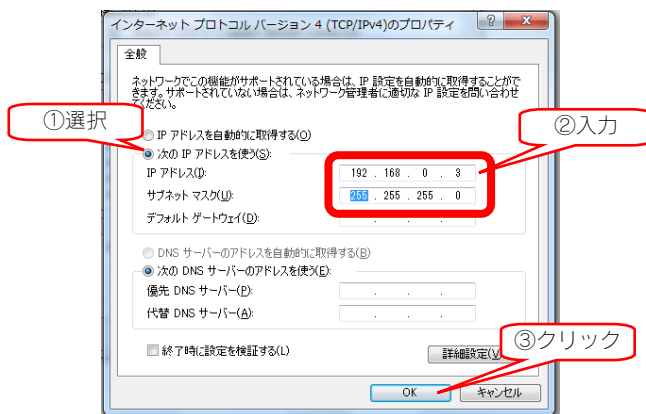 インターネット プロトコル バージョン 4 (TCP/IPv4)のプロパティ
全般
ネットワークでこの機能がサポートされている場合は、IP 設定を自動的に取得することがで
きます。サポートされていない場合は、ネットワーク管理者に適切な IP 設定を問い合わせ
てください。
①選択
②入力
IP アドレスを自動的に取得する(O)
次の IP アドレスを使う(S):
IP アドレス(I): 192 . 168 . 0 . 3
サブネット マスク(U): 255 . 255 . 255 . 0
デフォルト ゲートウェイ(D): . . .
DNS サーバーのアドレスを自動的に取得する(B)
次の DNS サーバーのアドレスを使う(E):
優先 DNS サーバー(P): . . .
代替 DNS サーバー(A): . . .
終了時に設定を検証する(L)
詳細設定(V)
③クリック
OK キャンセル